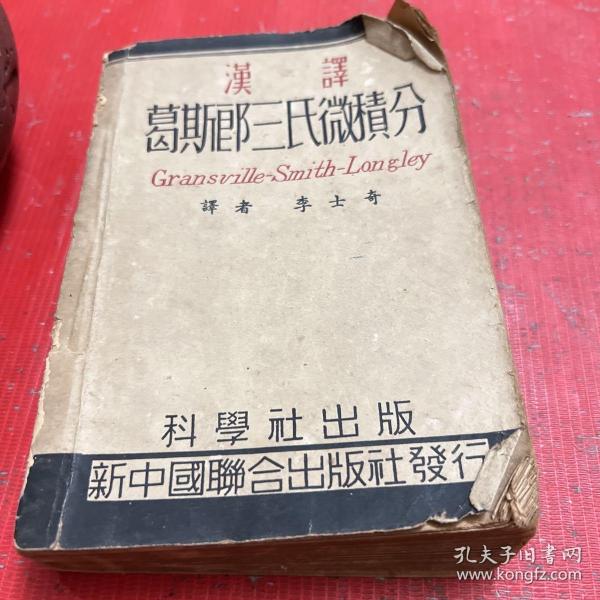 漢譯
葛斯郎三氏微積分
Gransville-Smith-Longley
譯者 李士奇
科學社出版
新中國聯合出版社發行
孔夫子旧书网
www.kongfz.com